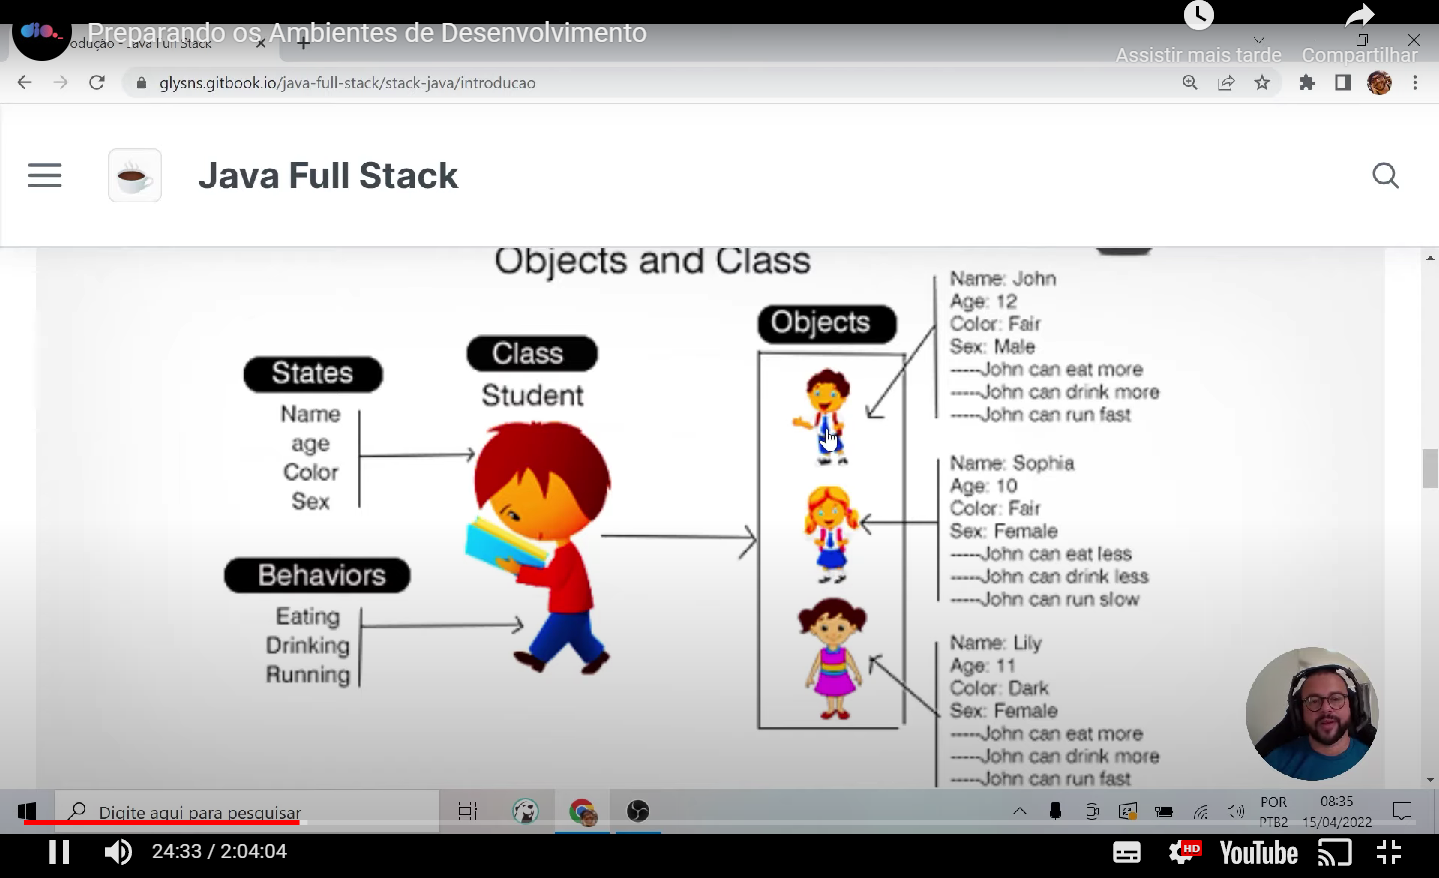 dio.
Preparando os Ambientes de Desenvolvimento
Assistir mais tarde
Compartilhar
odução - Java Full Stack
glysns.gitbook.io/java-full-stack/stack-java/introducao
Java Full Stack
Objects and Class
States
Name
age
Color
Sex
Behaviors
Eating
Drinking
Running
Class
Student
Objects
Name: John
Age: 12
Color: Fair
Sex: Male
-----John can eat more
-----John can drink more
-----John can run fast
Name: Sophia
Age: 10
Color: Fair
Sex: Female
-----John can eat less
-----John can drink less
-----John can run slow
Name: Lily
Age: 11
Color: Dark
Sex: Female
-----John can eat more
-----John can drink more
-----John can run fast
Digite aqui para pesquisar
POR
PTB2
08:35
15/04/2022
24:33 / 2:04:04
HD
YouTube